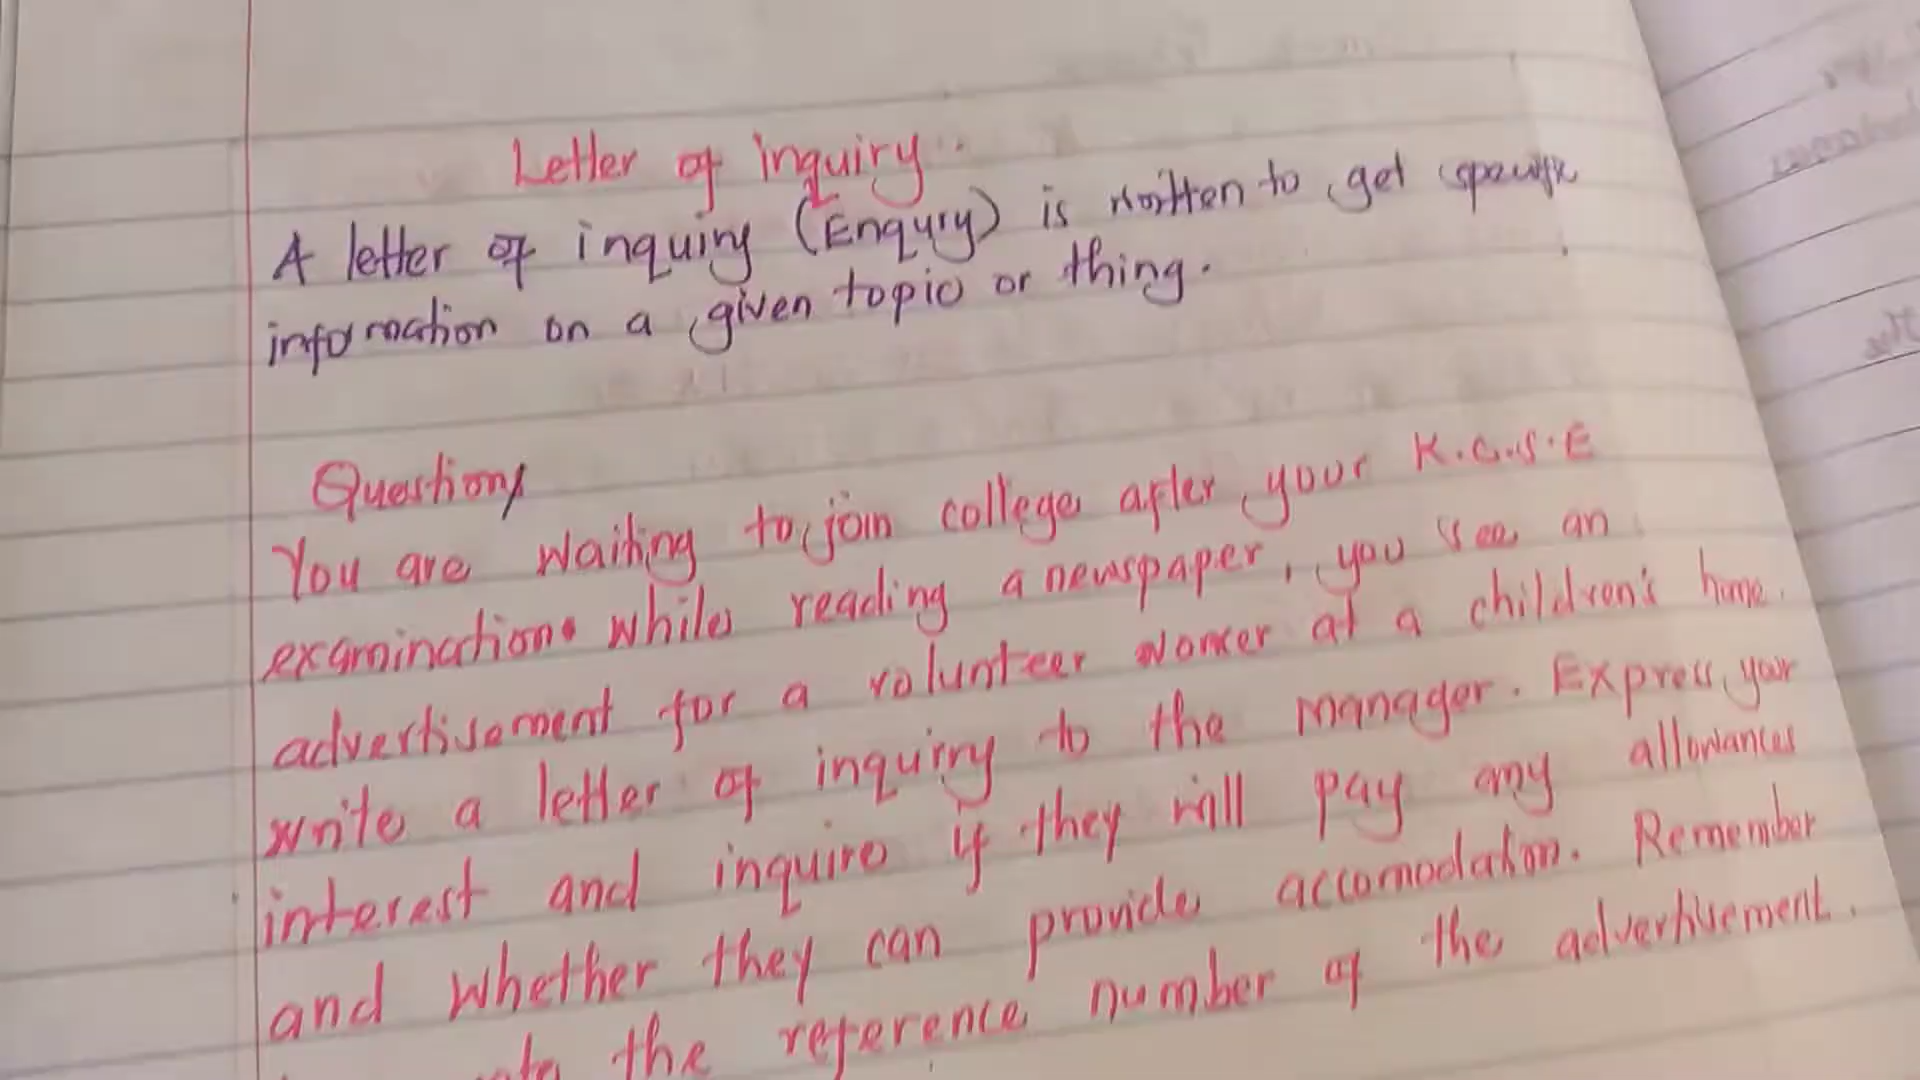 Letter of inquiry.
A letter of inquiry (Enqury) is written to get specific
information on a given topic or thing.
Question
You are waiting to join college after your K.C.S.E
examination. while reading a newspaper, you see an
advertisement for a volunteer worker at a children's home.
write a letter of inquiry to the manager. Express your
interest and inquire if they will pay any allowances
and whether they can provide accomodation. Remember
the reference number of the advertisement.